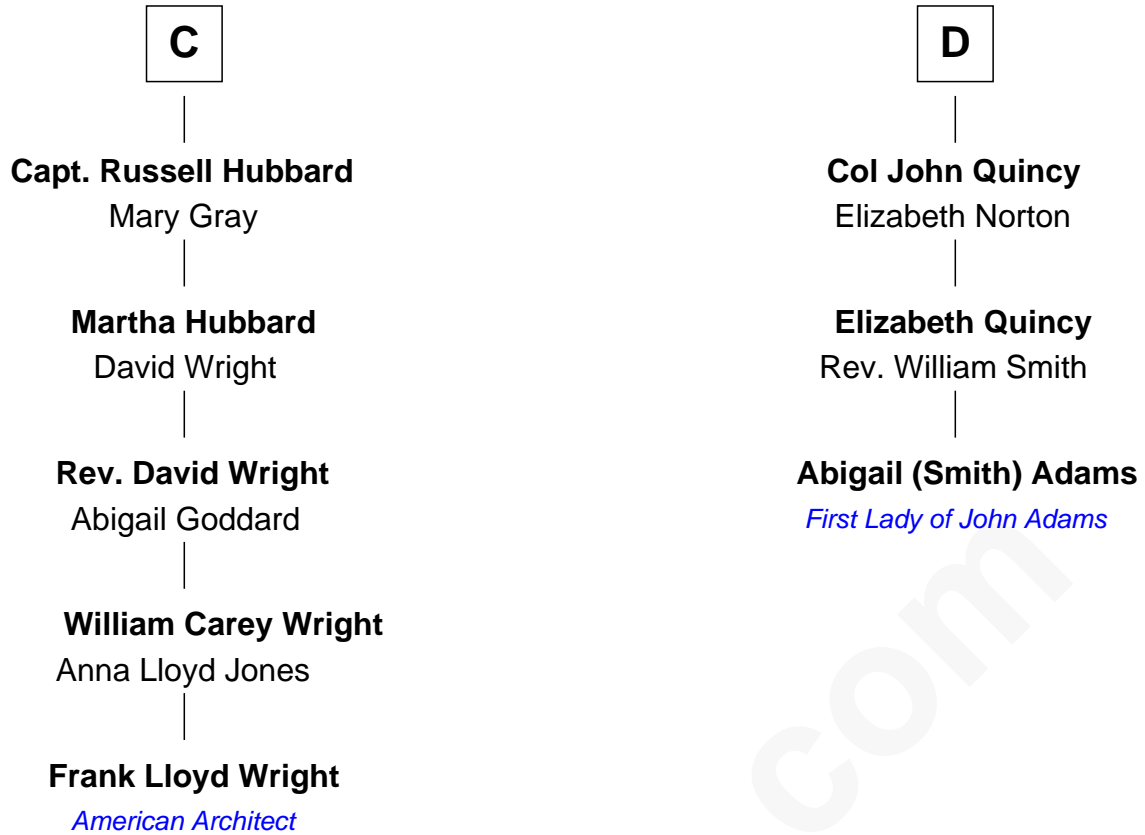 C
Capt. Russell Hubbard
Mary Gray
Martha Hubbard
David Wright
Rev. David Wright
Abigail Goddard
William Carey Wright
Anna Lloyd Jones
Frank Lloyd Wright
American Architect
D
Col John Quincy
Elizabeth Norton
Elizabeth Quincy
Rev. William Smith
Abigail (Smith) Adams
First Lady of John Adams
com